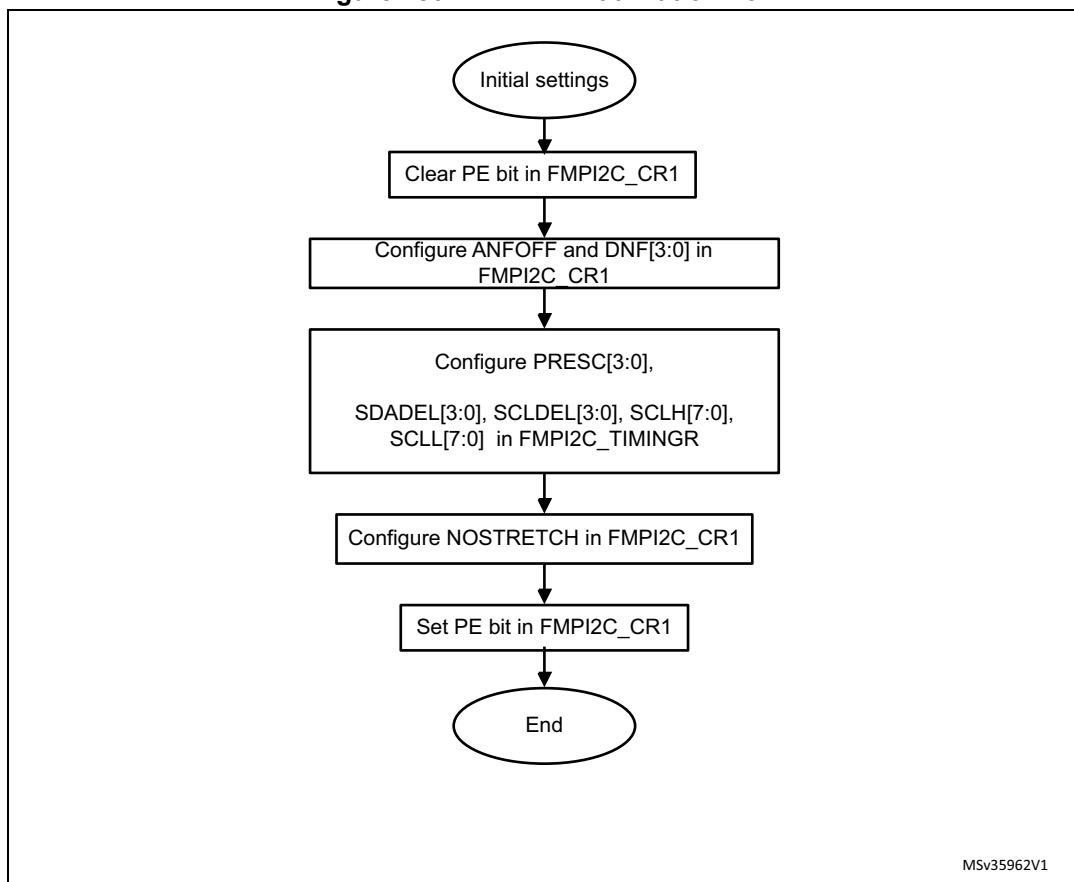 Initial settings
Clear PE bit in FMPI2C_CR1
Configure ANFOFF and DNF[3:0] in
FMPI2C_CR1
Configure PRESC[3:0],
SDADEL[3:0], SCLDEL[3:0], SCLH[7:0],
SCLL[7:0] in FMPI2C_TIMINGR
Configure NOSTRETCH in FMPI2C_CR1
Set PE bit in FMPI2C_CR1
End
MSv35962V1